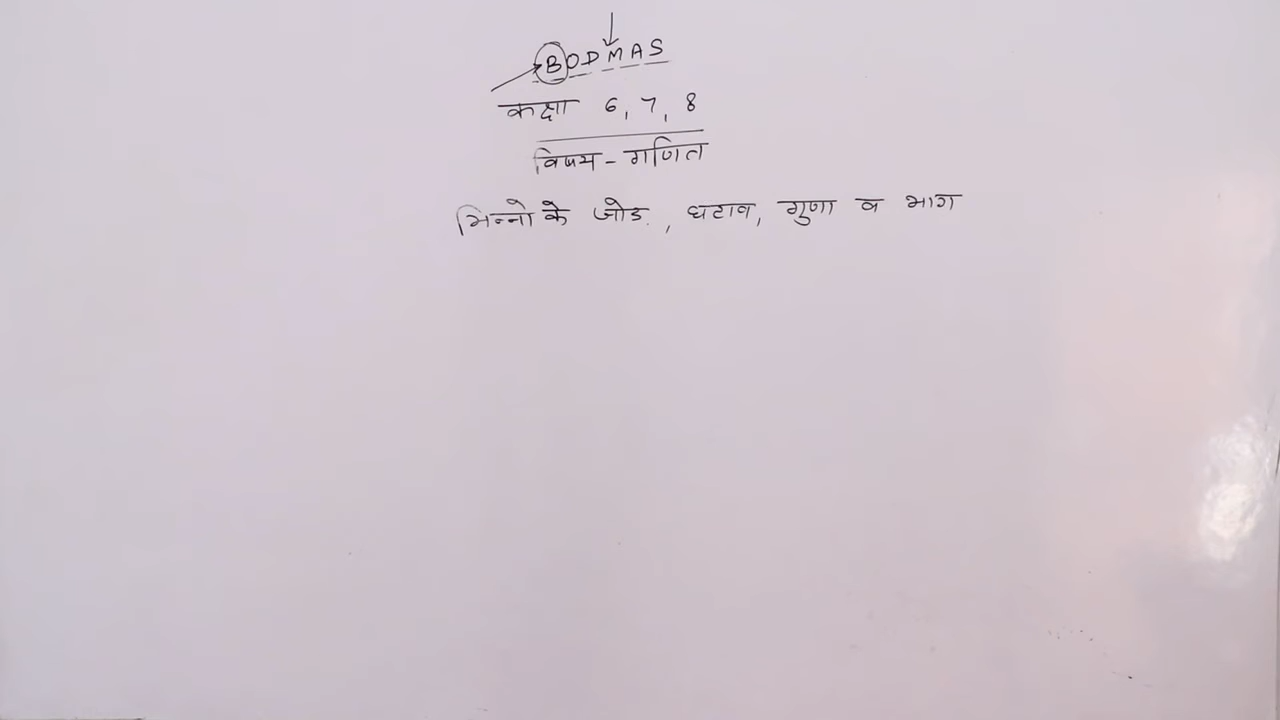 BODMAS
कक्षा 6, 7, 8
विषय - गणित
भिन्नो के जोड, घटाव, गुणा व भाग